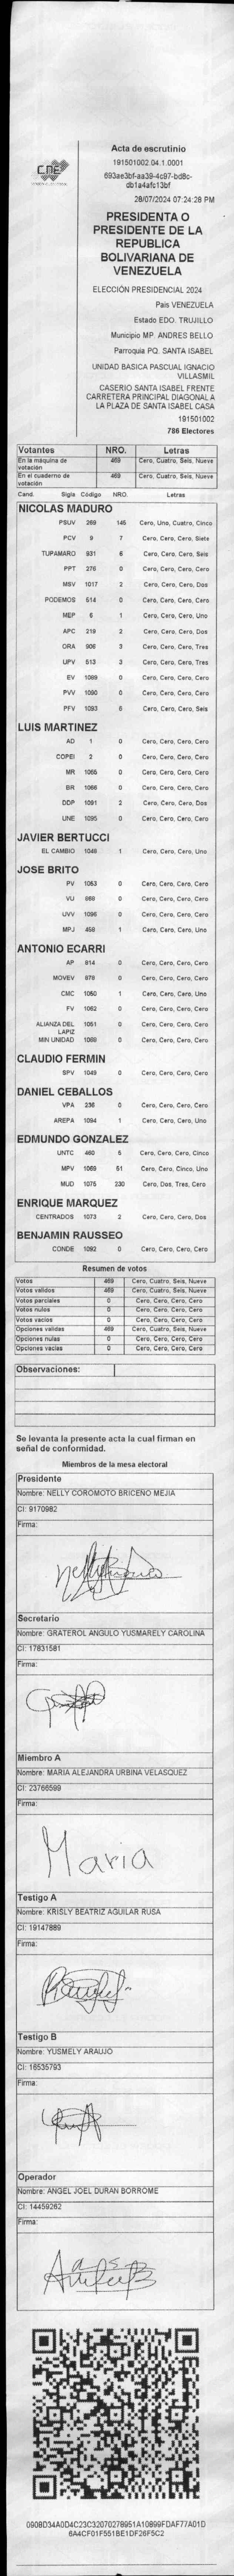 CNE
Acta de escrutinio
191501002.04.1.0001
693ae3bf-aa39-4c97-bd8c-
db1a4afc13bf
28/07/2024 07:24:28 PM
PRESIDENTA O
PRESIDENTE DE LA
REPUBLICA
BOLIVARIANA DE
VENEZUELA
ELECCIÓN PRESIDENCIAL 2024
Pais VENEZUELA
Estado EDO. TRUJILLO
Municipio MP. ANDRES BELLO
Parroquia PQ. SANTA ISABEL
UNIDAD BASICA PASCUAL IGNACIO
VILLASMIL
CASERIO SANTA ISABEL FRENTE
CARRETERA PRINCIPAL DIAGONAL A
LA PLAZA DE SANTA ISABEL CASA
191501002
786 Electores
Votantes NRO. Letras
En la máquina de votación 469 Cero, Cuatro, Seis, Nueve
En el cuaderno de votación 469 Cero, Cuatro, Seis, Nueve
Cand. Sigla Código NRO. Letras
NICOLAS MADURO
PSUV 269 145 Cero, Uno, Cuatro, Cinco
PCV 9 7 Cero, Cero, Cero, Siete
TUPAMARO 931 6 Cero, Cero, Cero, Seis
PPT 276 0 Cero, Cero, Cero, Cero
MSV 1017 2 Cero, Cero, Cero, Dos
PODEMOS 514 0 Cero, Cero, Cero, Cero
MEP 6 1 Cero, Cero, Cero, Uno
APC 219 2 Cero, Cero, Cero, Dos
ORA 906 3 Cero, Cero, Cero, Tres
UPV 513 3 Cero, Cero, Cero, Tres
EV 1089 0 Cero, Cero, Cero, Cero
PVV 1090 0 Cero, Cero, Cero, Cero
PFV 1093 6 Cero, Cero, Cero, Seis
LUIS MARTINEZ
AD 1 0 Cero, Cero, Cero, Cero
COPEI 2 0 Cero, Cero, Cero, Cero
MR 1055 0 Cero, Cero, Cero, Cero
BR 1066 0 Cero, Cero, Cero, Cero
DDP 1091 2 Cero, Cero, Cero, Dos
UNE 1095 0 Cero, Cero, Cero, Cero
JAVIER BERTUCCI
EL CAMBIO 1046 1 Cero, Cero, Cero, Uno
JOSE BRITO
PV 1053 0 Cero, Cero, Cero, Cero
VU 868 0 Cero, Cero, Cero, Cero
UVV 1096 0 Cero, Cero, Cero, Cero
MPJ 458 1 Cero, Cero, Cero, Uno
ANTONIO ECARRI
AP 914 0 Cero, Cero, Cero, Cero
MOVEV 979 0 Cero, Cero, Cero, Cero
CMC 1050 1 Cero, Cero, Cero, Uno
FV 1062 0 Cero, Cero, Cero, Cero
ALIANZA DEL LAPIZ 1051 0 Cero, Cero, Cero, Cero
MIN UNIDAD 1069 0 Cero, Cero, Cero, Cero
CLAUDIO FERMIN
SPV 1049 0 Cero, Cero, Cero, Cero
DANIEL CEBALLOS
VPA 236 0 Cero, Cero, Cero, Cero
AREPA 1094 1 Cero, Cero, Cero, Uno
EDMUNDO GONZALEZ
UNTC 460 5 Cero, Cero, Cero, Cinco
MPV 1069 51 Cero, Cero, Cinco, Uno
MUD 1075 230 Cero, Dos, Tres, Cero
ENRIQUE MARQUEZ
CENTRADOS 1073 2 Cero, Cero, Cero, Dos
BENJAMIN RAUSSEO
CONDE 1092 0 Cero, Cero, Cero, Cero
Resumen de votos
Votos 469 Cero, Cuatro, Seis, Nueve
Votos validos 469 Cero, Cuatro, Seis, Nueve
Votos parciales 0 Cero, Cero, Cero, Cero
Votos nulos 0 Cero, Cero, Cero, Cero
Votos vacios 0 Cero, Cero, Cero, Cero
Opciones validas 469 Cero, Cuatro, Seis, Nueve
Opciones nulas 0 Cero, Cero, Cero, Cero
Opciones vacias 0 Cero, Cero, Cero, Cero
Observaciones:
Se levanta la presente acta la cual firman en
señal de conformidad.
Miembros de la mesa electoral
Presidente
Nombre: NELLY COROMOTO BRICEÑO MEJIA
CI: 9170982
Firma:
Secretario
Nombre: GRATEROL ANGULO YUSMARELY CAROLINA
CI: 17831581
Firma:
Miembro A
Nombre: MARIA ALEJANDRA URBINA VELASQUEZ
CI: 23766599
Firma:
Maria
Testigo A
Nombre: KRISLY BEATRIZ AGUILAR RUSA
CI: 19147889
Firma:
Testigo B
Nombre: YUSMELY ARAUJO
CI: 16535793
Firma:
Operador
Nombre: ANGEL JOEL DURAN BORROME
CI: 14459262
Firma:
0908D34A0D4C23C32070278951A10899FDAF77A01D
6A4CF01F551BE1DF26F5C2